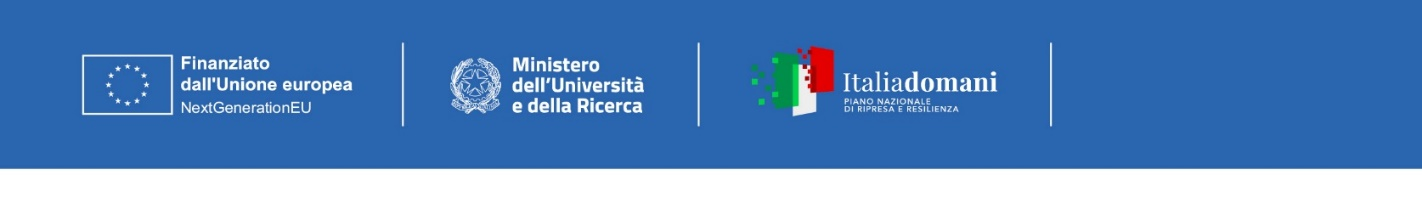 Finanziato
dall'Unione europea
NextGenerationEU
Ministero
dell'Università
e della Ricerca
Italiadomani
PIANO NAZIONALE
DI RIPRESA E RESILIENZA